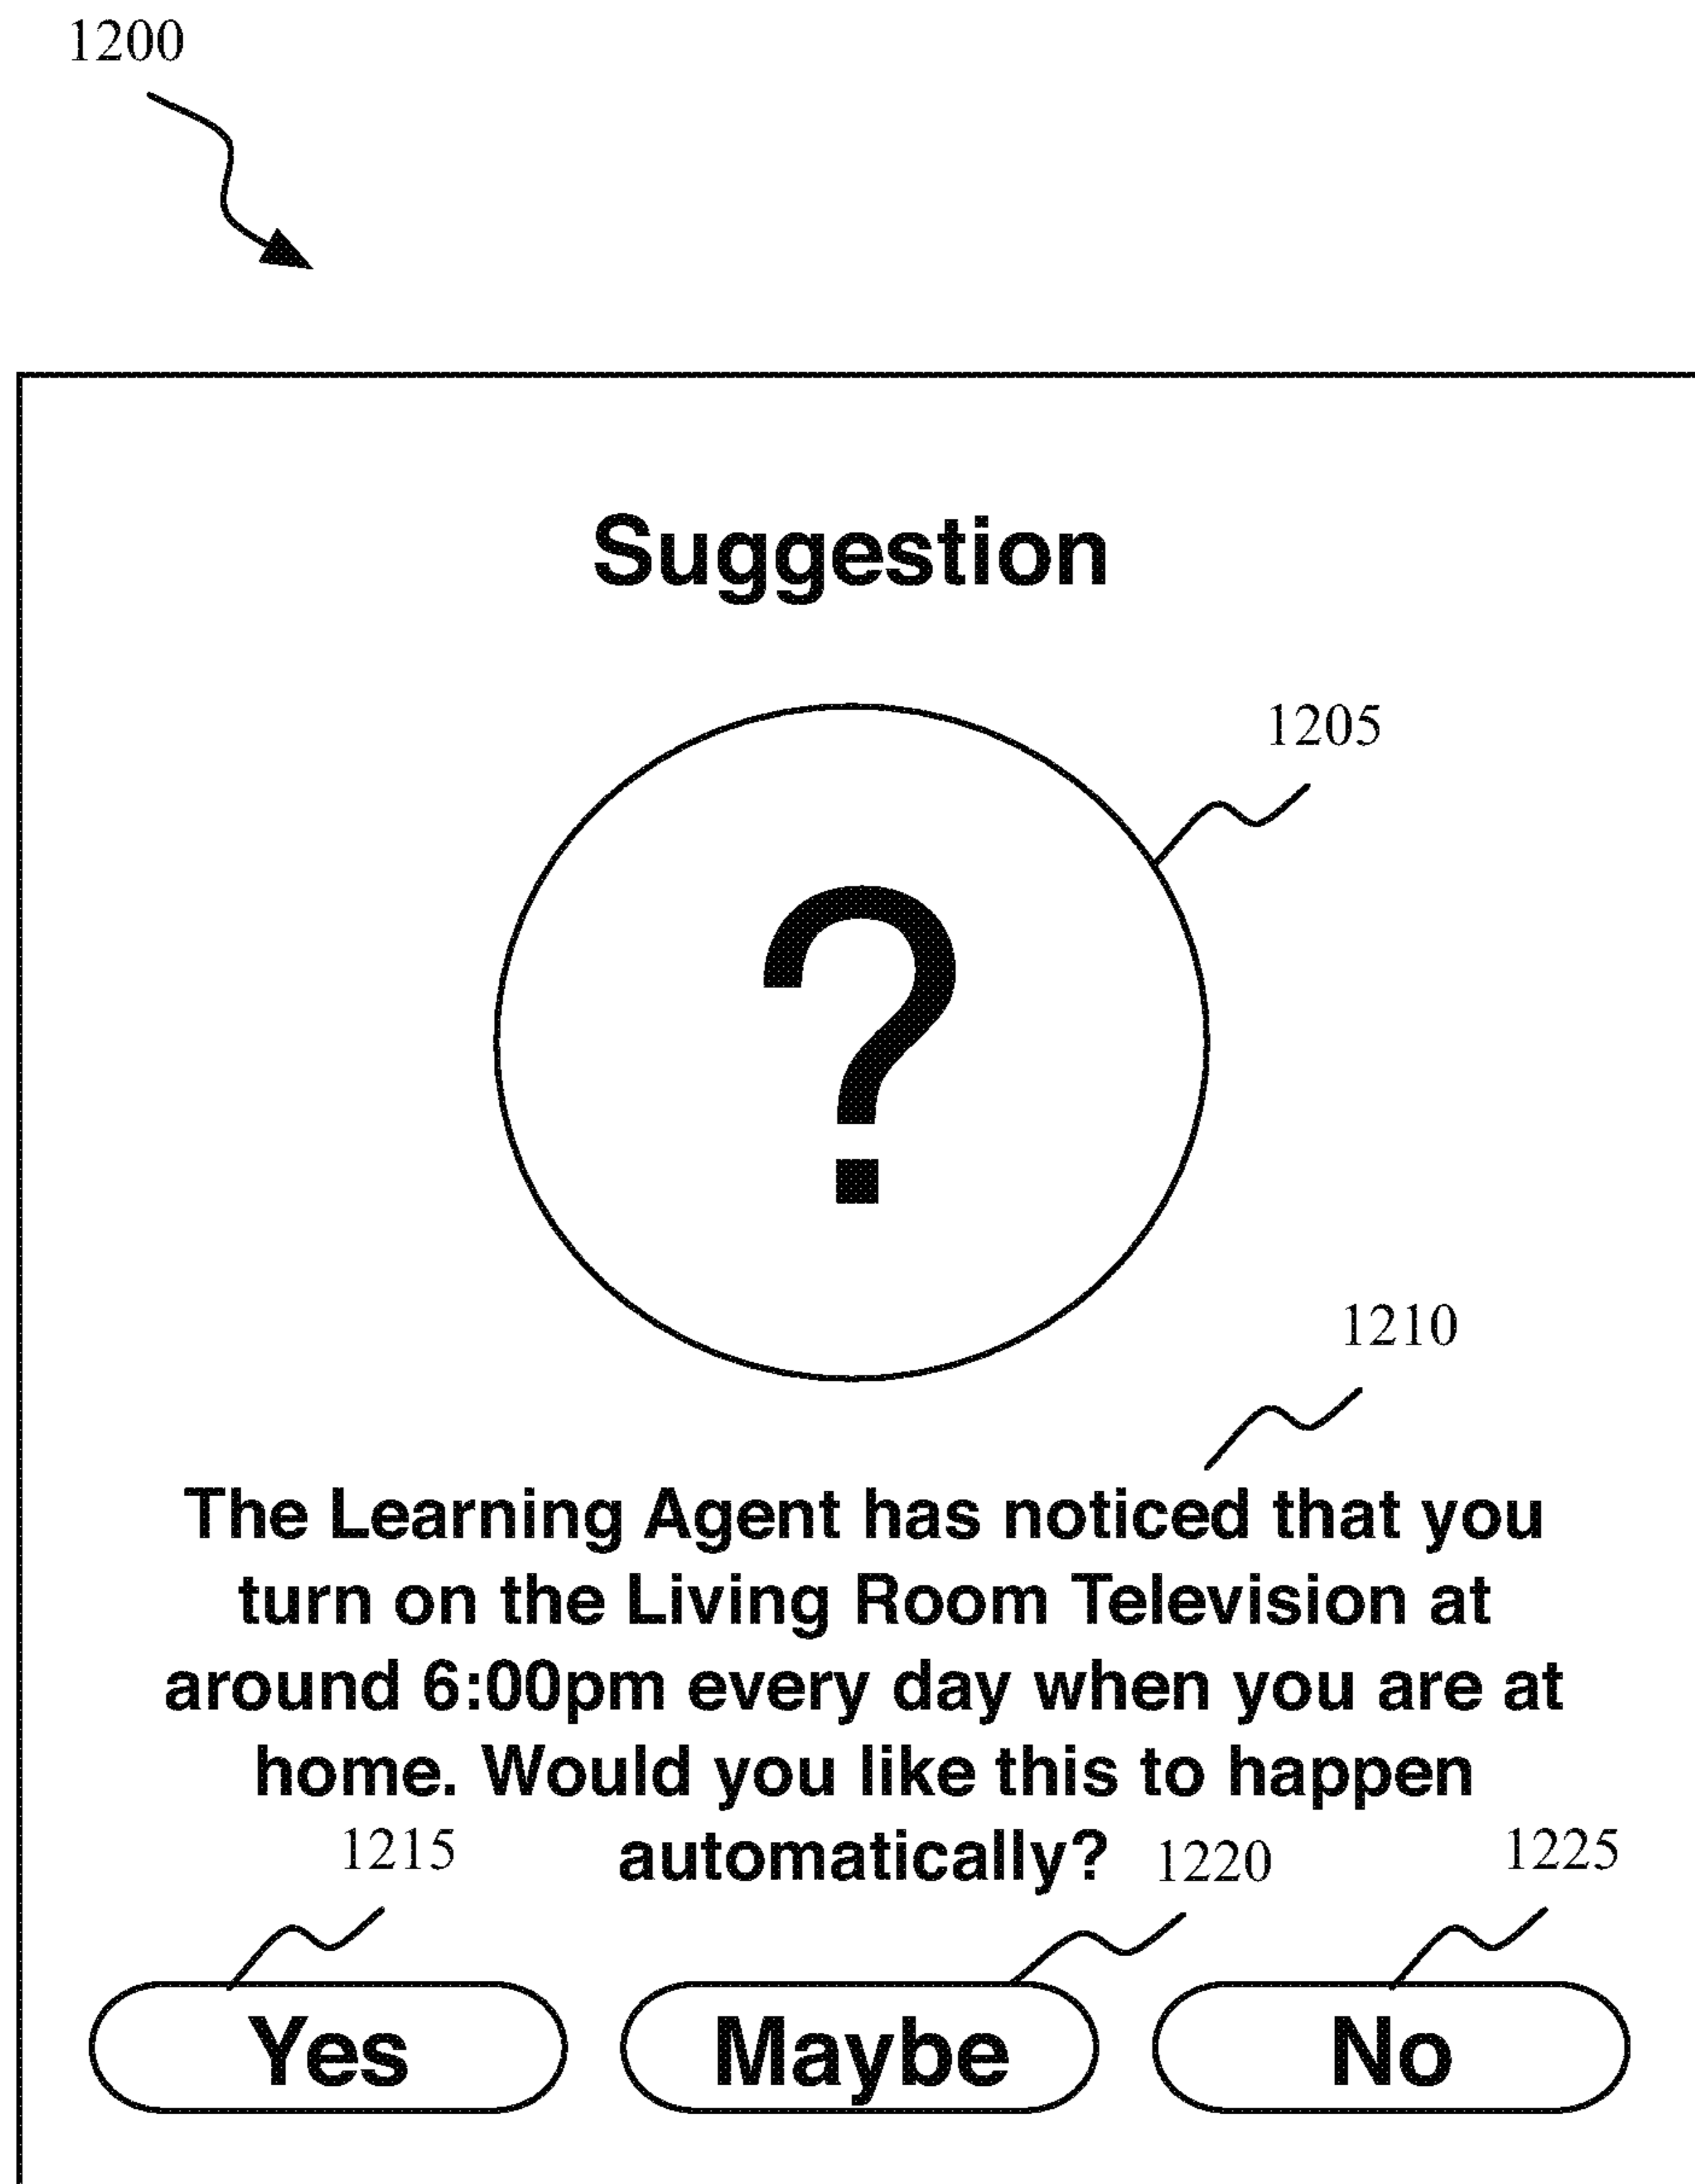 1200
Suggestion
1205
?
1210
The Learning Agent has noticed that you
turn on the Living Room Television at
around 6:00pm every day when you are at
home. Would you like this to happen
automatically?
1215
1220
1225
Yes
Maybe
No